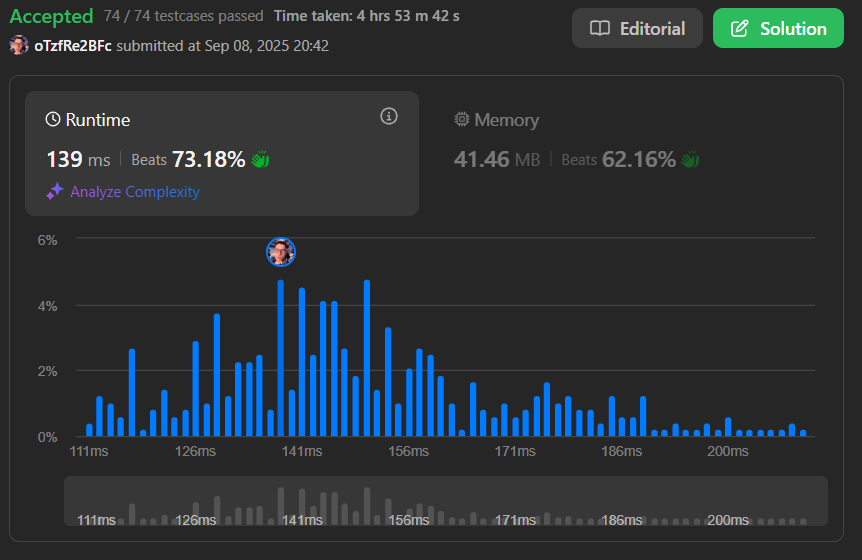 Accepted 74 / 74 testcases passed Time taken: 4 hrs 53 m 42 s
oTzfRe2BFc submitted at Sep 08, 2025 20:42
Editorial
Solution
Runtime
139 ms | Beats 73.18%
Analyze Complexity
Memory
41.46 MB | Beats 62.16%
6%
4%
2%
0%
111ms 126ms 141ms 156ms 171ms 186ms 200ms
111ms 126ms 141ms 156ms 171ms 186ms 200ms